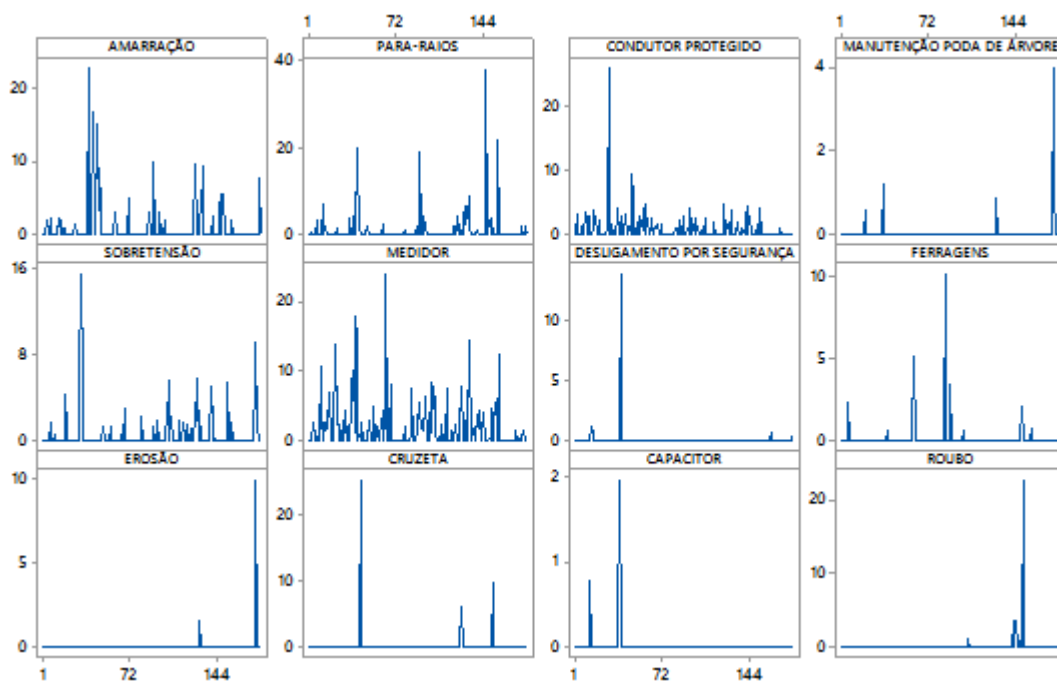 1 72 144 1 72 144
AMARRAÇÃO PARA-RAIOS CONDUTOR PROTEGIDO MANUTENÇÃO PODA DE ÁRVORE
20 10 0
40 20 0
20 10 0
4 2 0
SOBRETENSÃO MEDIDOR DESLIGAMENTO POR SEGURANÇA FERRAGENS
16 8 0
20 10 0
10 5 0
10 5 0
EROSÃO CRUZETA CAPACITOR ROUBO
10 5 0
20 10 0
2 1 0
20 10 0
1 72 144 1 72 144